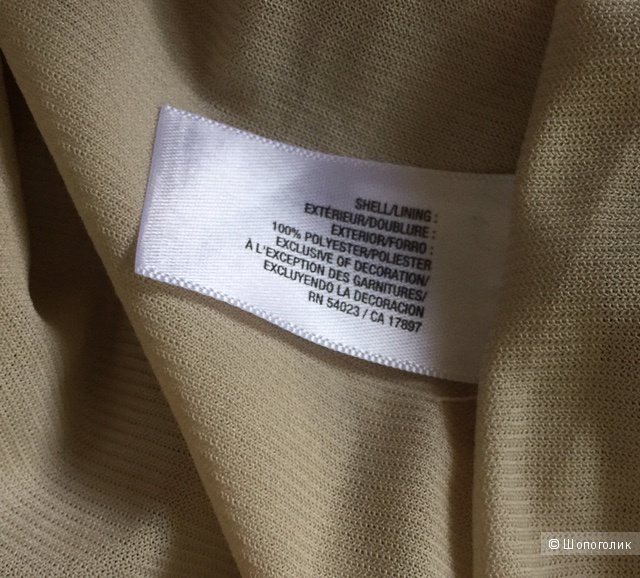 SHELL/LINING :
EXTÉRIEUR/DOUBLURE :
EXTERIOR/FORRO :
100% POLYESTER/POLIESTER
EXCLUSIVE OF DECORATION/
À L'EXCEPTION DES GARNITURES/
EXCLUYENDO LA DECORACION
RN 54023 / CA 17897
© Шопоголик